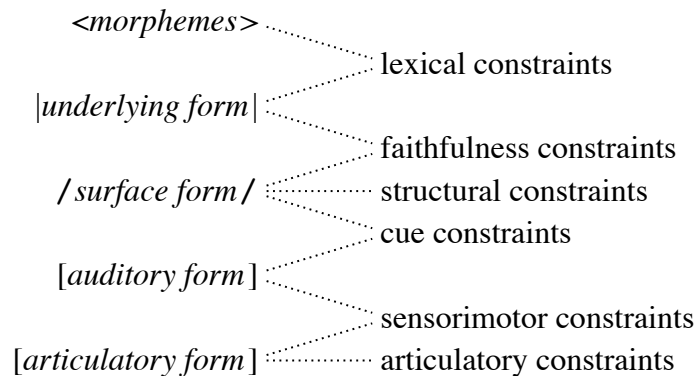 <morphemes>
lexical constraints
|underlying form|
faithfulness constraints
/surface form/
structural constraints
cue constraints
[auditory form]
sensorimotor constraints
[articulatory form]
articulatory constraints